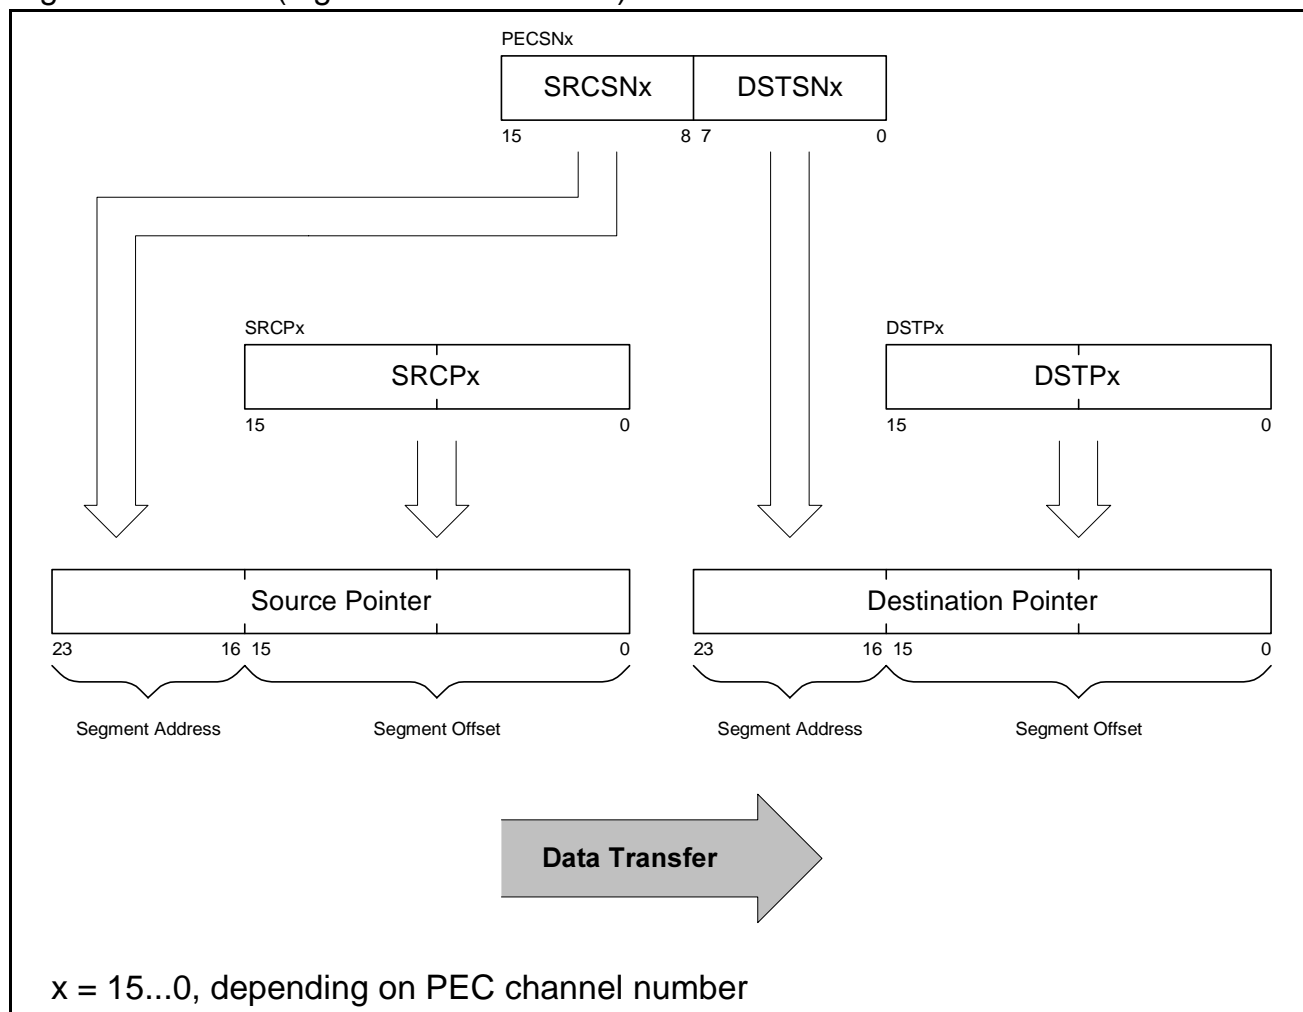 PECSNx
SRCSNx DSTSNx
15 8 7 0
SRCPx DSTPx
SRCPx DSTPx
15 0 15 0
Source Pointer Destination Pointer
23 16 15 0 23 16 15 0
Segment Address Segment Offset Segment Address Segment Offset
Data Transfer
x = 15...0, depending on PEC channel number